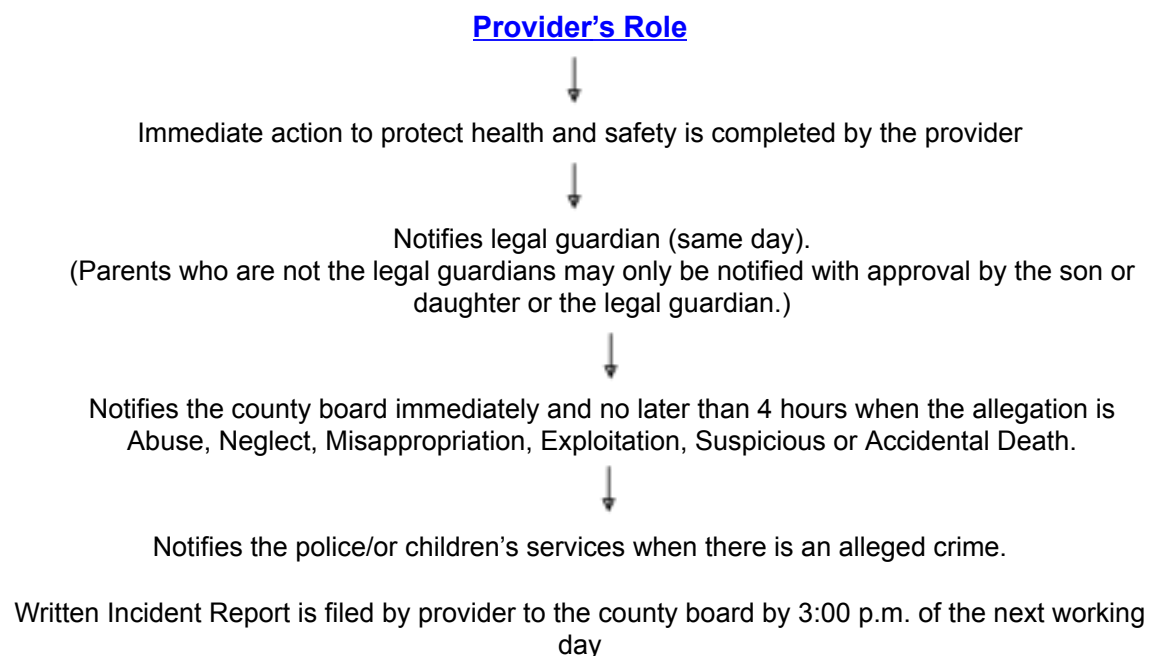 Provider’s Role
Immediate action to protect health and safety is completed by the provider
Notifies legal guardian (same day).
(Parents who are not the legal guardians may only be notified with approval by the son or
daughter or the legal guardian.)
Notifies the county board immediately and no later than 4 hours when the allegation is
Abuse, Neglect, Misappropriation, Exploitation, Suspicious or Accidental Death.
Notifies the police/or children’s services when there is an alleged crime.
Written Incident Report is filed by provider to the county board by 3:00 p.m. of the next working
day